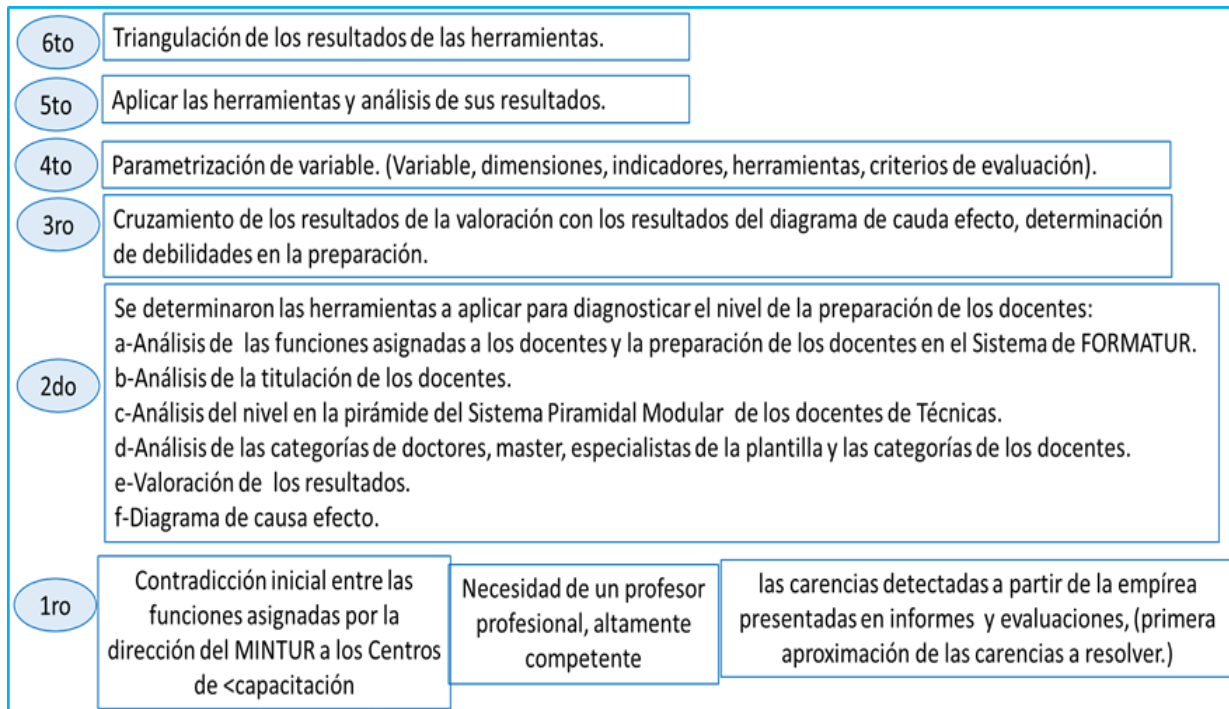 6to
Triangulación de los resultados de las herramientas.
5to
Aplicar las herramientas y análisis de sus resultados.
4to
Parametrización de variable. (Variable, dimensiones, indicadores, herramientas, criterios de evaluación).
3ro
Cruzamiento de los resultados de la valoración con los resultados del diagrama de cauda efecto, determinación
de debilidades en la preparación.
2do
Se determinaron las herramientas a aplicar para diagnosticar el nivel de la preparación de los docentes:
a-Análisis de las funciones asignadas a los docentes y la preparación de los docentes en el Sistema de FORMATUR.
b-Análisis de la titulación de los docentes.
c-Análisis del nivel en la pirámide del Sistema Piramidal Modular de los docentes de Técnicas.
d-Análisis de las categorías de doctores, master, especialistas de la plantilla y las categorías de los docentes.
e-Valoración de los resultados.
f-Diagrama de causa efecto.
1ro
Contradicción inicial entre las
funciones asignadas por la
dirección del MINTUR a los Centros
de <capacitación
Necesidad de un profesor
profesional, altamente
competente
las carencias detectadas a partir de la empírea
presentadas en informes y evaluaciones, (primera
aproximación de las carencias a resolver.)